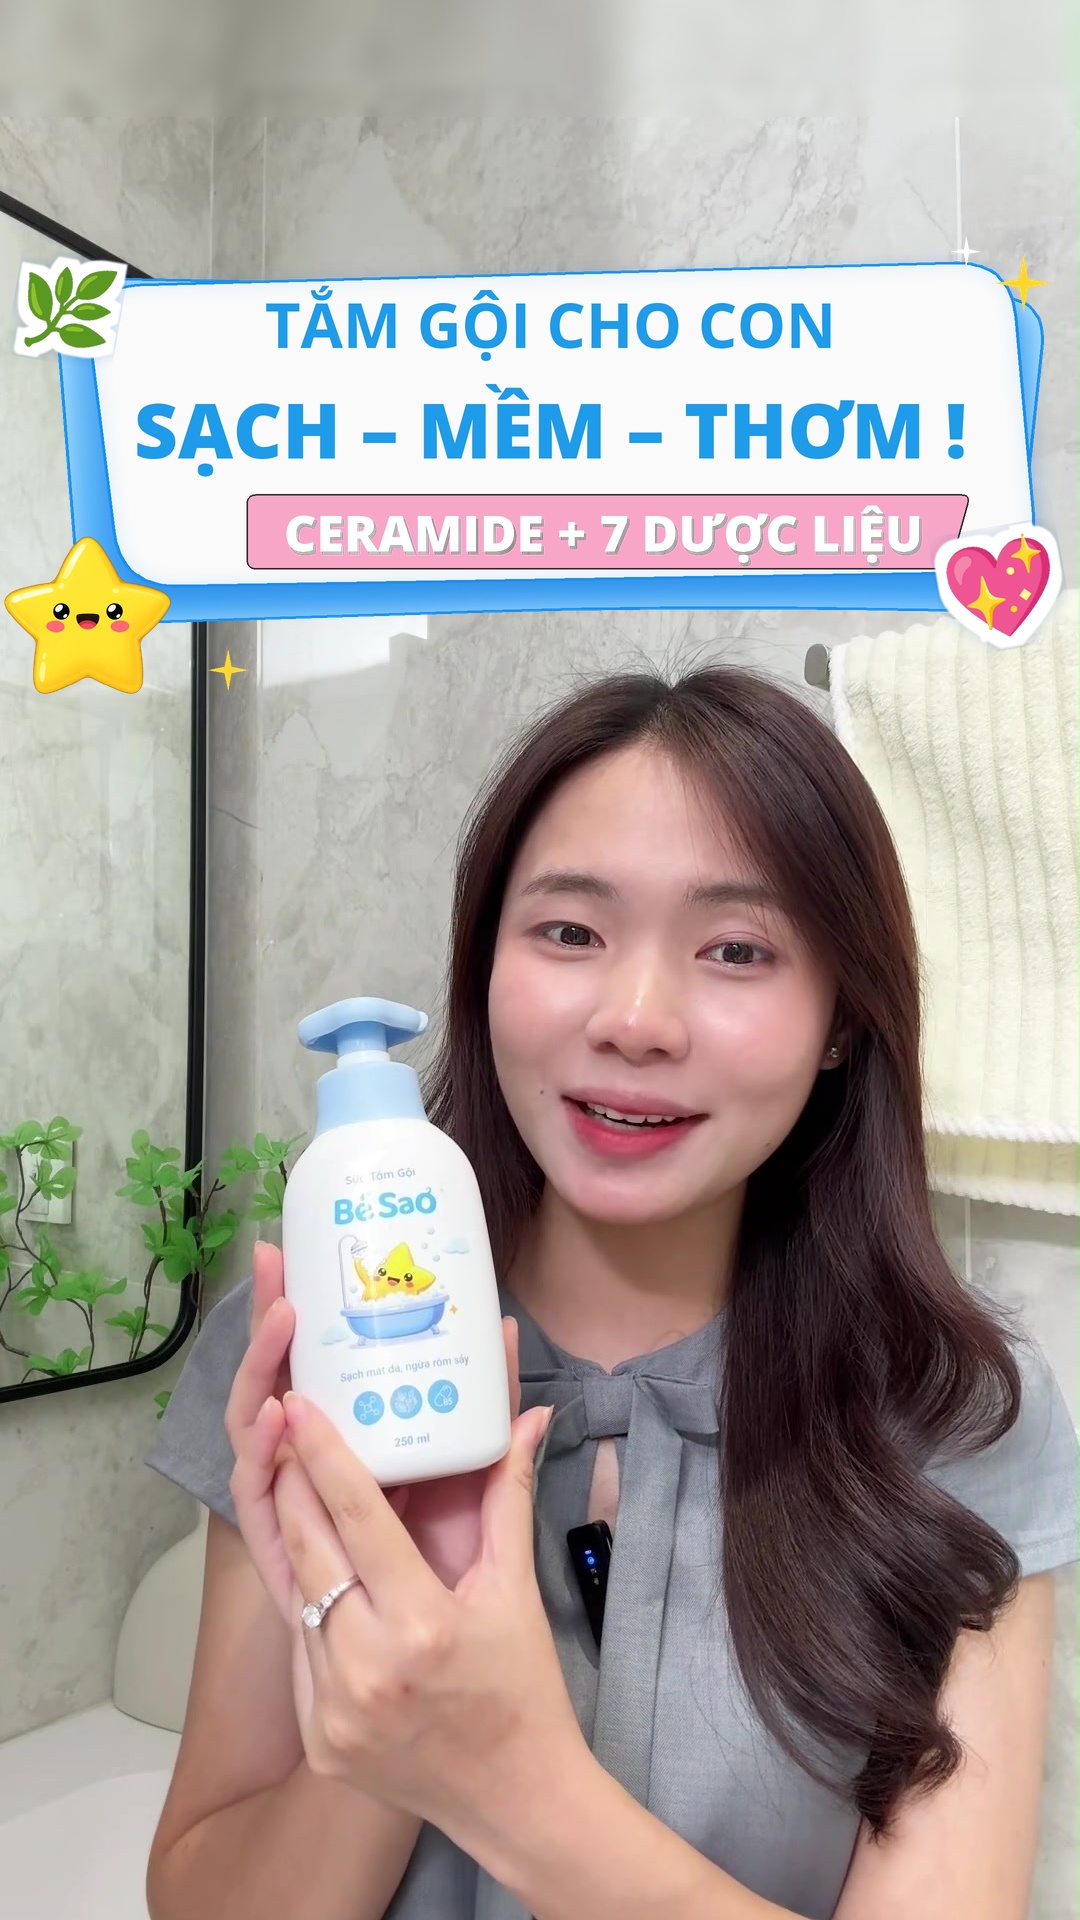 TẮM GỘI CHO CON
SẠCH – MỀM – THƠM !
CERAMIDE + 7 DƯỢC LIỆU
Sữa Tắm Gội
Bé Sao
Sạch mát da, ngừa rôm sảy
B5
250 ml